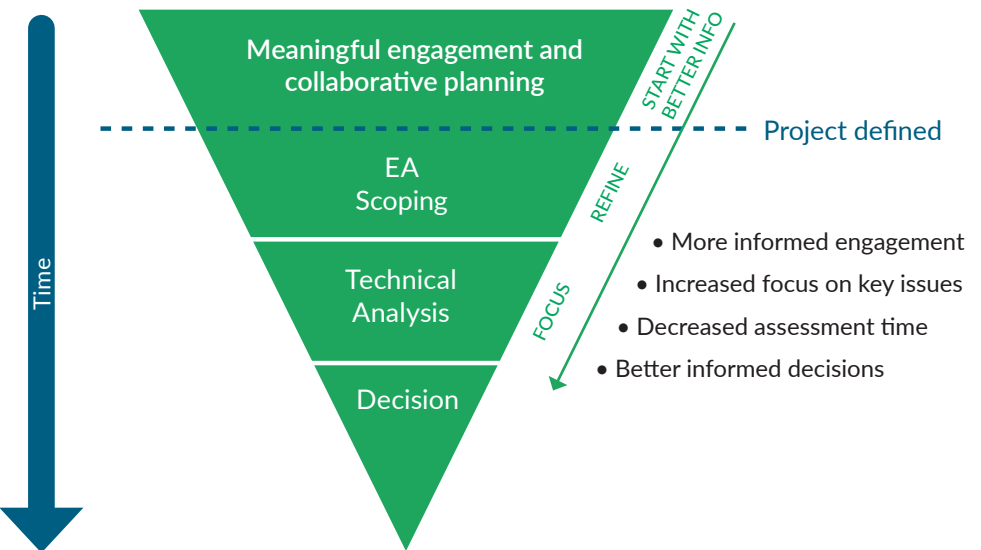 Meaningful engagement and
collaborative planning
START WITH
BETTER INFO
Project defined
EA
Scoping
REFINE
• More informed engagement
Time
Technical
Analysis
• Increased focus on key issues
FOCUS
• Decreased assessment time
• Better informed decisions
Decision